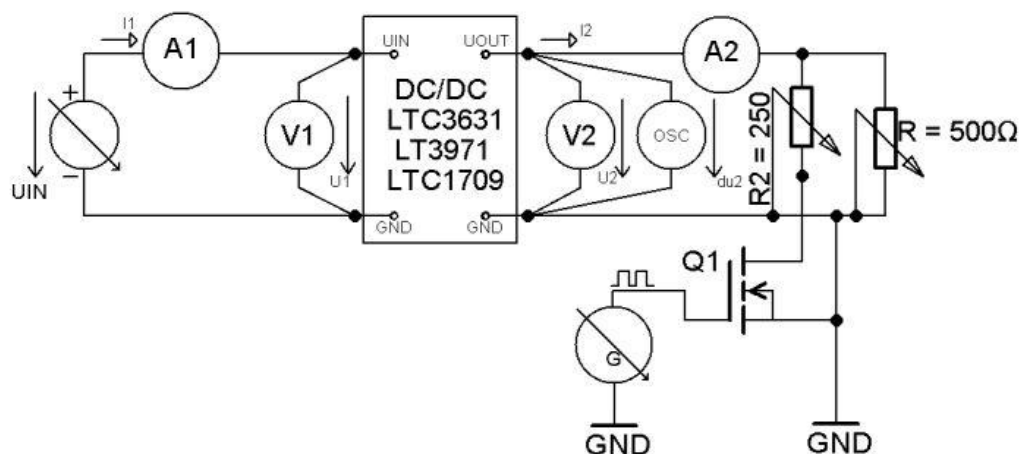 I1
A1
UIN
UOUT
I2
A2
+
−
UIN
V1
U1
DC/DC
LTC3631
LT3971
LTC1709
V2
U2
OSC
du2
R2 = 250
R = 500Ω
GND
GND
Q1
G
GND
GND